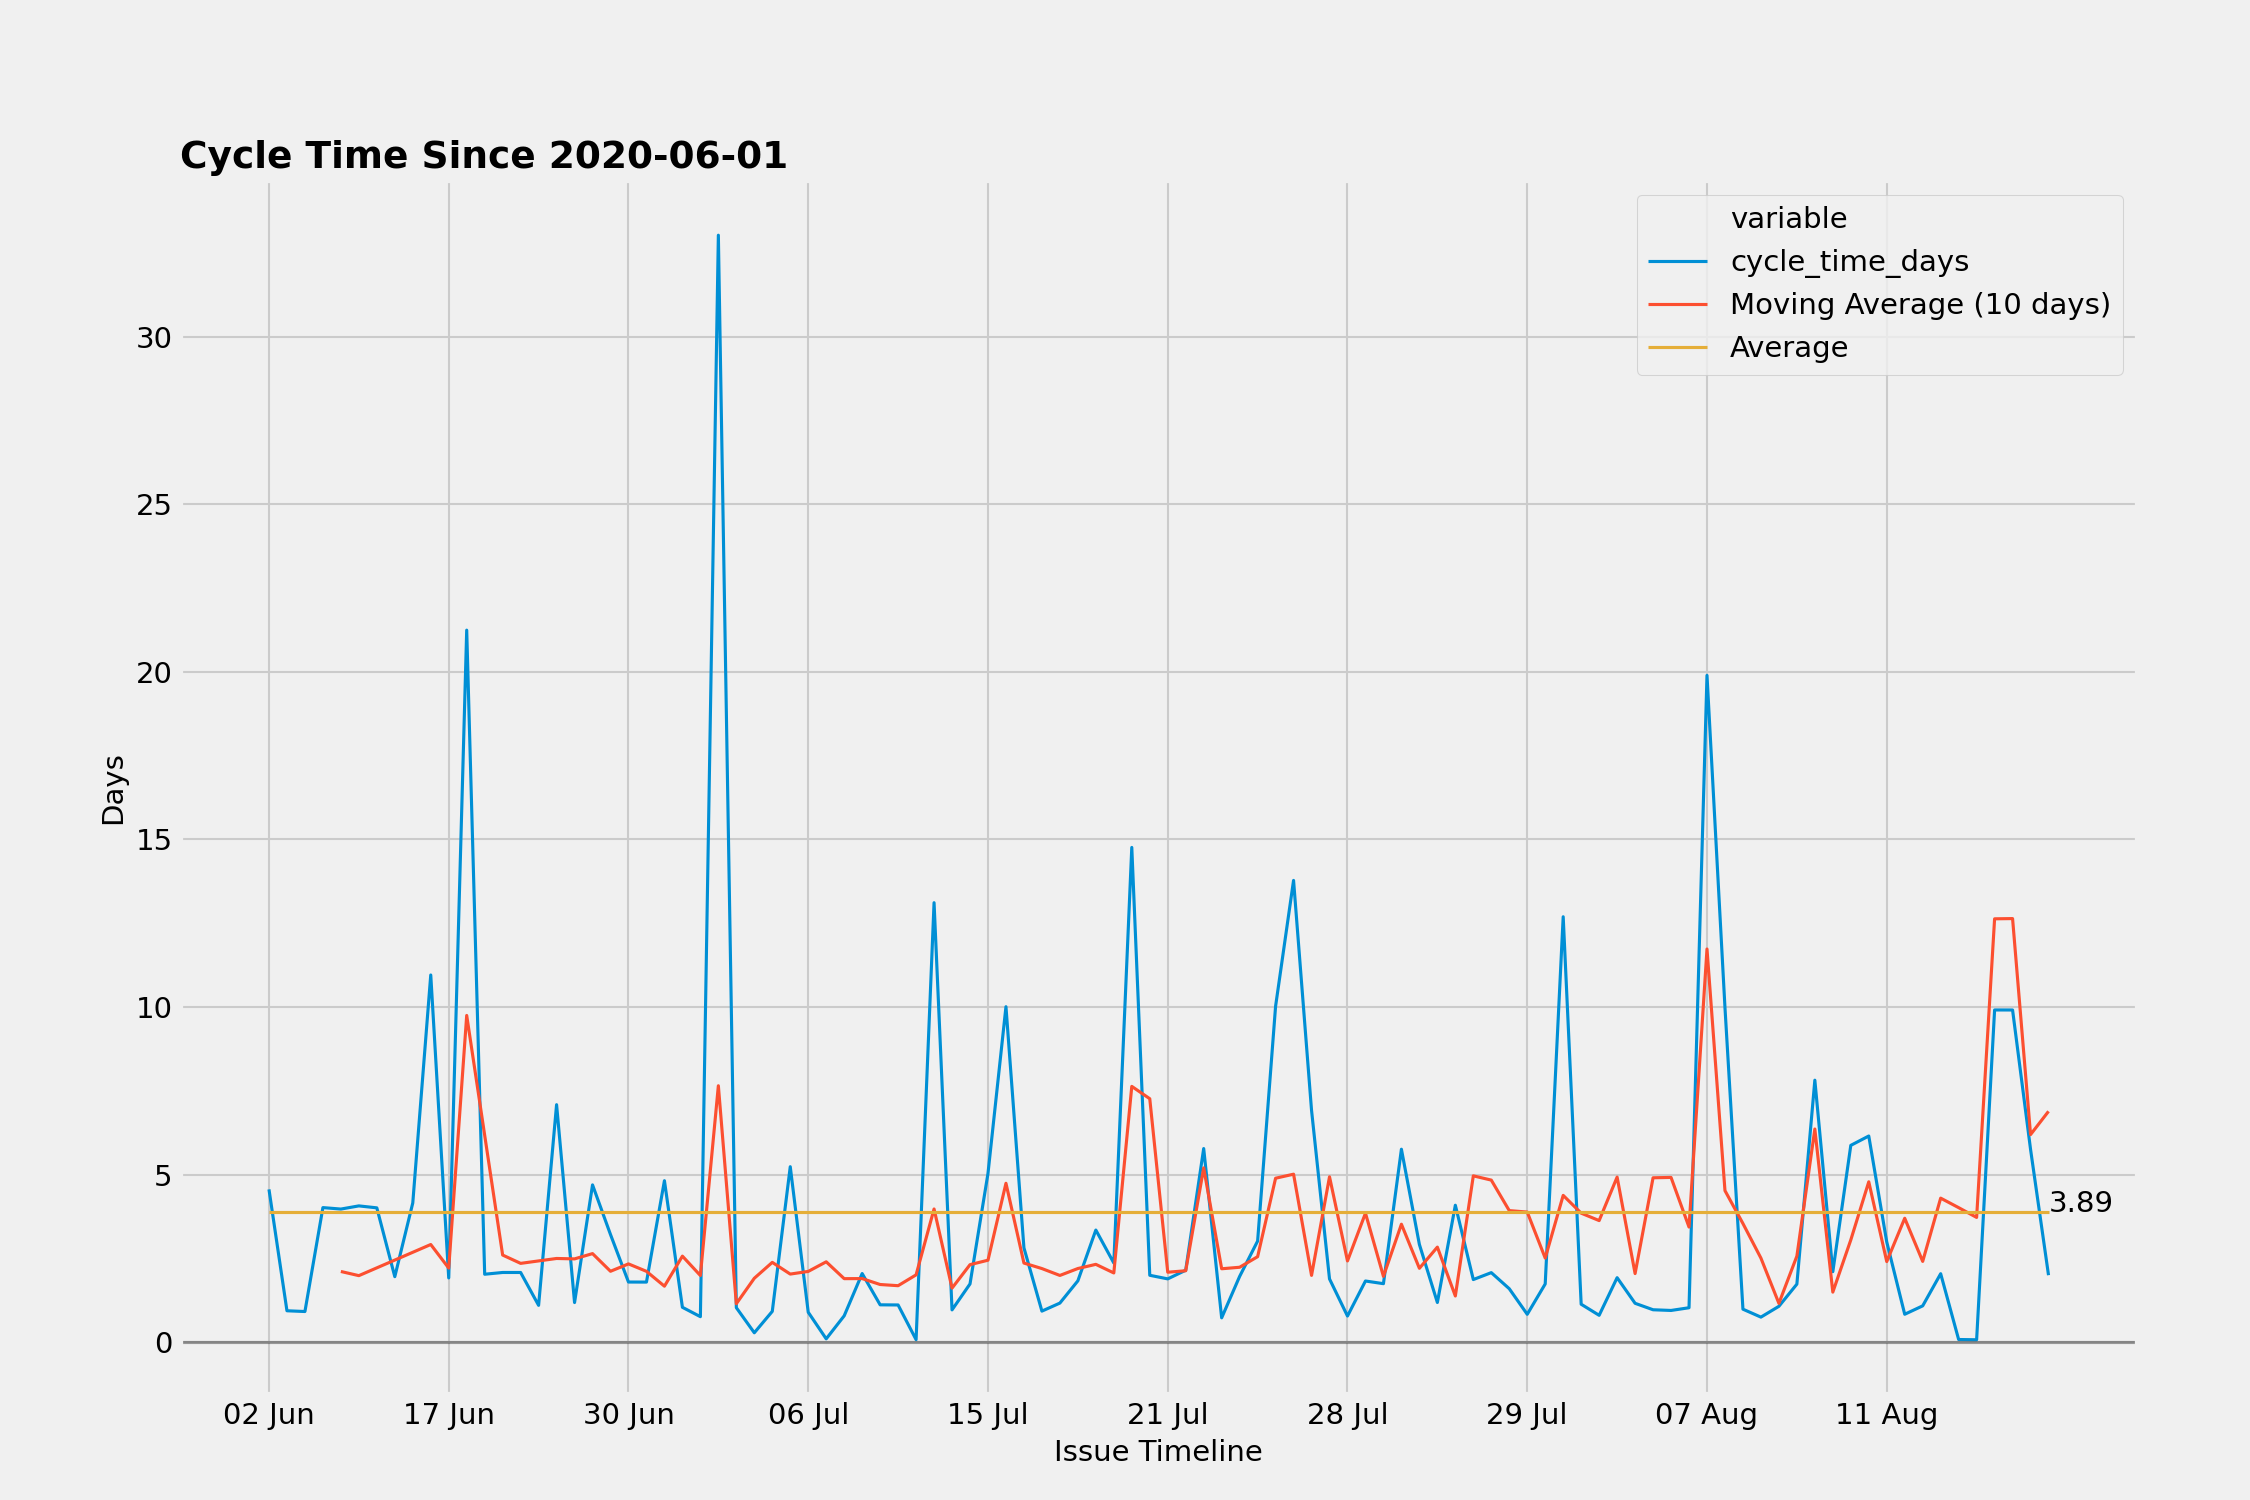 Cycle Time Since 2020-06-01
variable
cycle_time_days
Moving Average (10 days)
Average
30
25
20
15
10
5
0
Days
3.89
02 Jun 17 Jun 30 Jun 06 Jul 15 Jul 21 Jul 28 Jul 29 Jul 07 Aug 11 Aug
Issue Timeline